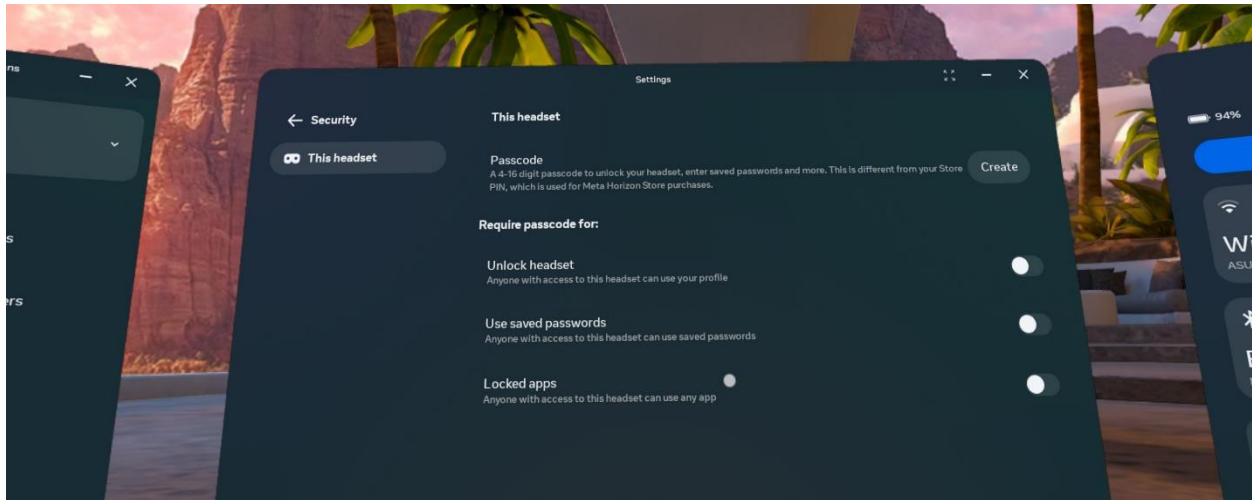 ns
s
ers
Settings
Security
This headset
This headset
Passcode
A 4-16 digit passcode to unlock your headset, enter saved passwords and more. This is different from your Store
PIN, which is used for Meta Horizon Store purchases.
Create
Require passcode for:
Unlock headset
Anyone with access to this headset can use your profile
Use saved passwords
Anyone with access to this headset can use saved passwords
Locked apps
Anyone with access to this headset can use any app
94%
Wi
ASU